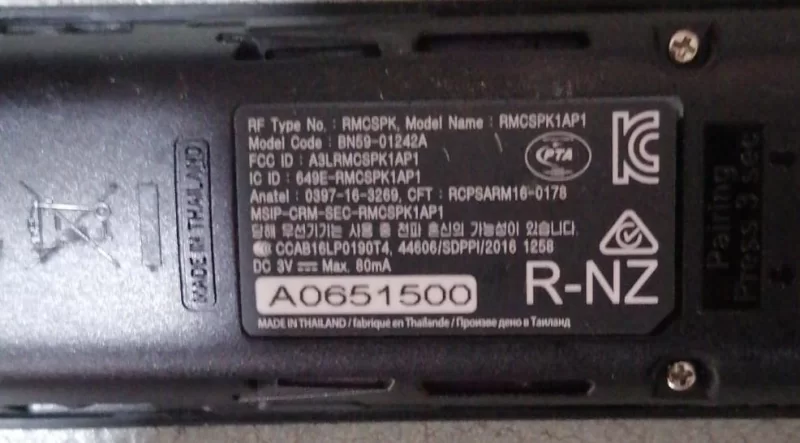 RF Type No. : RMCSPK, Model Name : RMCSPK1AP1
Model Code : BN59-01242A
FCC ID : A3LRMCSPK1AP1
IC ID : 649E-RMCSPK1AP1
Anatel : 0397-16-3269, CFT : RCPSARM16-0178
MSIP-CRM-SEC-RMCSPK1AP1
당해 무선기기는 사용 중 전파 혼신의 가능성이 있습니다.
CCAB16LP0190T4, 44606/SDPPI/2016 1258
DC 3V Max. 80mA
A0651500
MADE IN THAILAND / fabriqué en Thaïlande / Произве дено в Таиланд
PTA
R-NZ
MADE IN THAILAND
Pairing
Press 3 sec